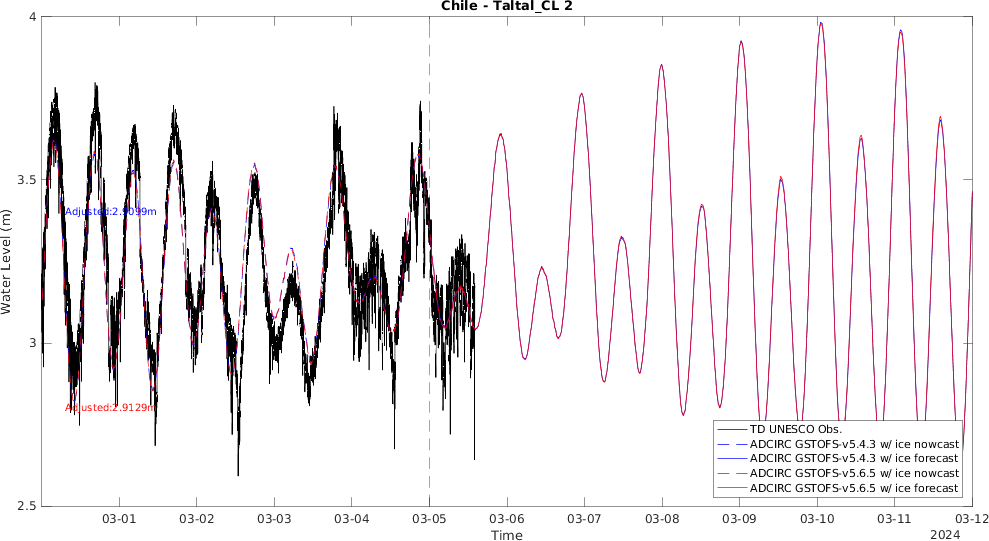 Chile - Taltal_CL 2
4
3.5
3
2.5
Water Level (m)
Adjusted:2.9099m
Adjusted:2.9129m
TD UNESCO Obs.
ADCIRC GSTOFS-v5.4.3 w/ ice nowcast
ADCIRC GSTOFS-v5.4.3 w/ ice forecast
ADCIRC GSTOFS-v5.6.5 w/ ice nowcast
ADCIRC GSTOFS-v5.6.5 w/ ice forecast
03-01 03-02 03-03 03-04 03-05 03-06 03-07 03-08 03-09 03-10 03-11 03-12
Time
2024